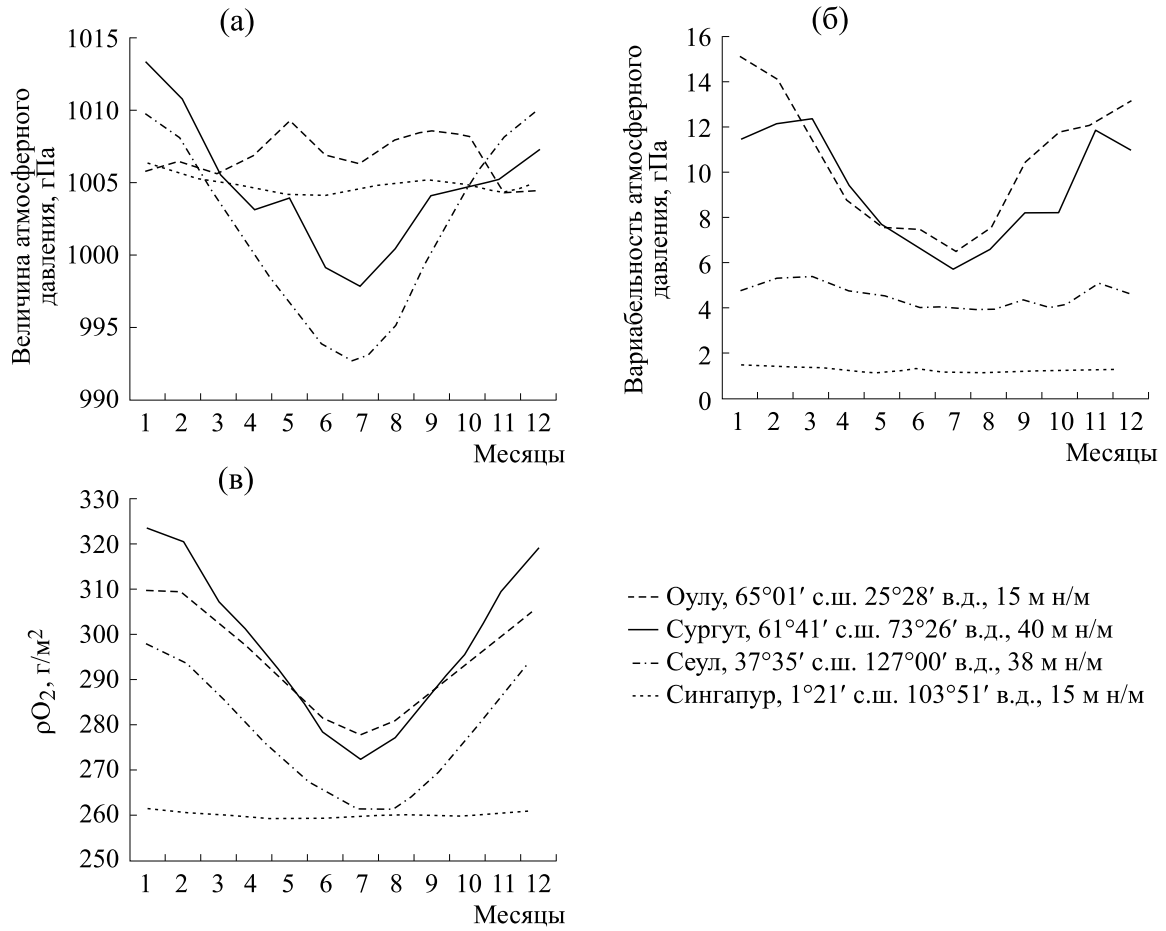 (а)
Величина атмосферного
давления, гПа
1015
1010
1005
1000
995
990
1 2 3 4 5 6 7 8 9 10 11 12
Месяцы
(б)
Вариабельность атмосферного
давления, гПа
16
14
12
10
8
6
4
2
0
1 2 3 4 5 6 7 8 9 10 11 12
Месяцы
(в)
ρO₂, г/м²
330
320
310
300
290
280
270
260
250
1 2 3 4 5 6 7 8 9 10 11 12
Месяцы
Оулу, 65°01′ с.ш. 25°28′ в.д., 15 м н/м
Сургут, 61°41′ с.ш. 73°26′ в.д., 40 м н/м
Сеул, 37°35′ с.ш. 127°00′ в.д., 38 м н/м
Сингапур, 1°21′ с.ш. 103°51′ в.д., 15 м н/м